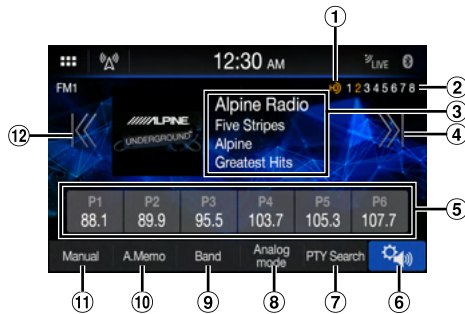 ①
12:30 AM
LIVE
FM1
1 2 3 4 5 6 7 8
②
Alpine Radio
③
Five Stripes
ALPINE
UNDERGROUND
Alpine
④
⑫
Greatest Hits
P1 P2 P3 P4 P5 P6
88.1 89.9 95.5 103.7 105.3 107.7
⑤
Manual A.Memo Band Analog mode PTY Search
⑪ ⑩ ⑨ ⑧ ⑦ ⑥